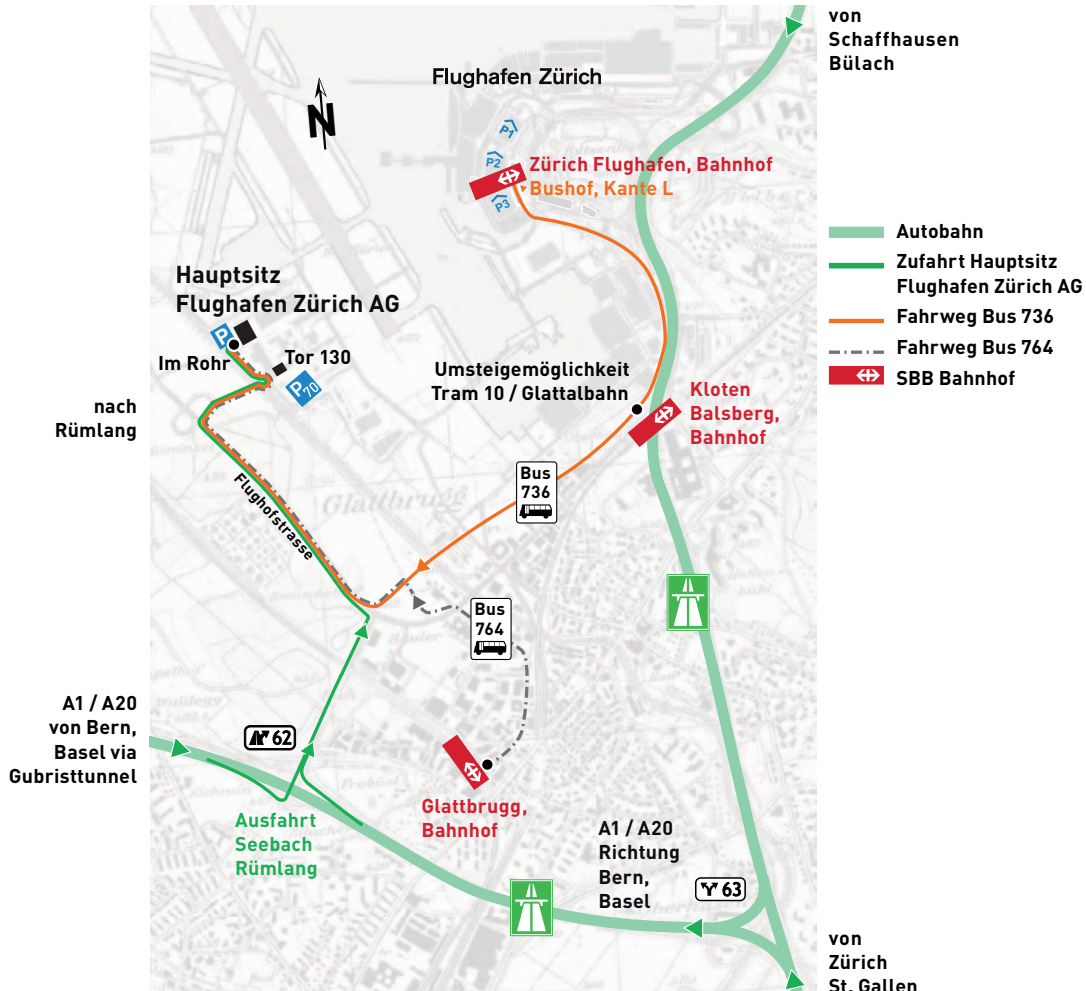 von
Schaffhausen
Bülach
Flughafen Zürich
N
P1
P2
P3
Zürich Flughafen, Bahnhof
Bushof, Kante L
Autobahn
Zufahrt Hauptsitz
Flughafen Zürich AG
Fahrweg Bus 736
Fahrweg Bus 764
SBB Bahnhof
Hauptsitz
Flughafen Zürich AG
P
Im Rohr
Tor 130
P70
nach
Rümlang
Umsteigemöglichkeit
Tram 10 / Glattalbahn
Kloten
Balsberg,
Bahnhof
Bus
736
Glattbrugg
Flughofstrasse
Bus
764
A1 / A20
von Bern,
Basel via
Gubristtunnel
62
Ausfahrt
Seebach
Rümlang
Glattbrugg,
Bahnhof
A1 / A20
Richtung
Bern,
Basel
63
von
Zürich
St. Gallen